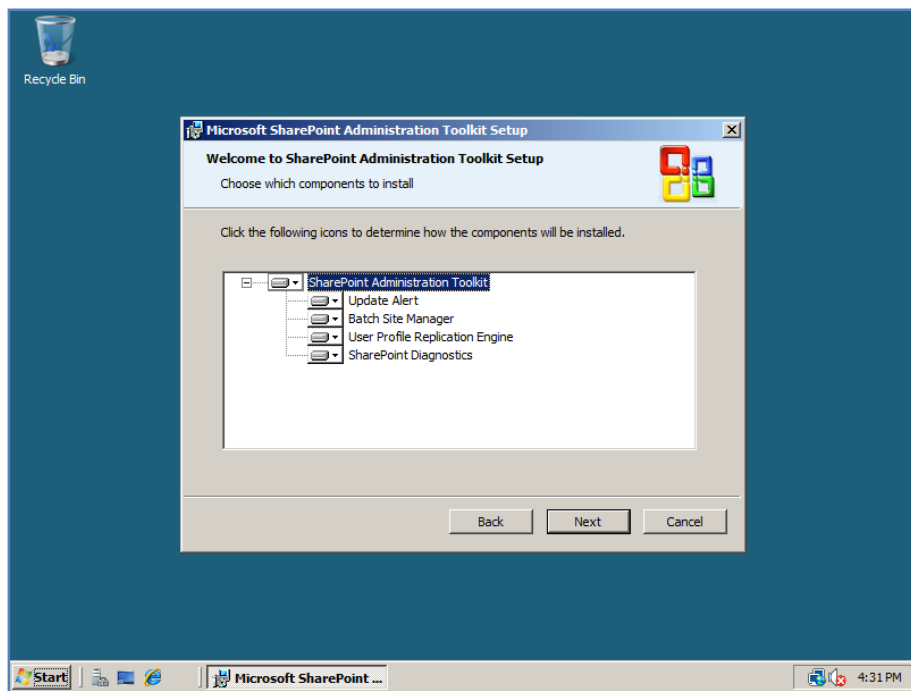 Recycle Bin
Microsoft SharePoint Administration Toolkit Setup
Welcome to SharePoint Administration Toolkit Setup
Choose which components to install
Click the following icons to determine how the components will be installed.
SharePoint Administration Toolkit
Update Alert
Batch Site Manager
User Profile Replication Engine
SharePoint Diagnostics
Back Next Cancel
Start Microsoft SharePoint ... 4:31 PM